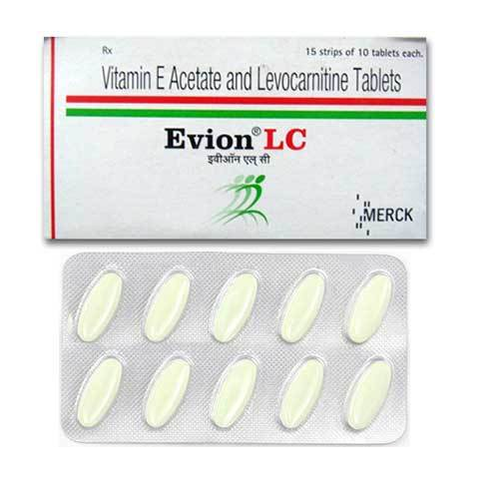 Rx
15 strips of 10 tablets each.
Vitamin E Acetate and Levocarnitine Tablets
Evion® LC
इवीऑन एल् सी
MERCK